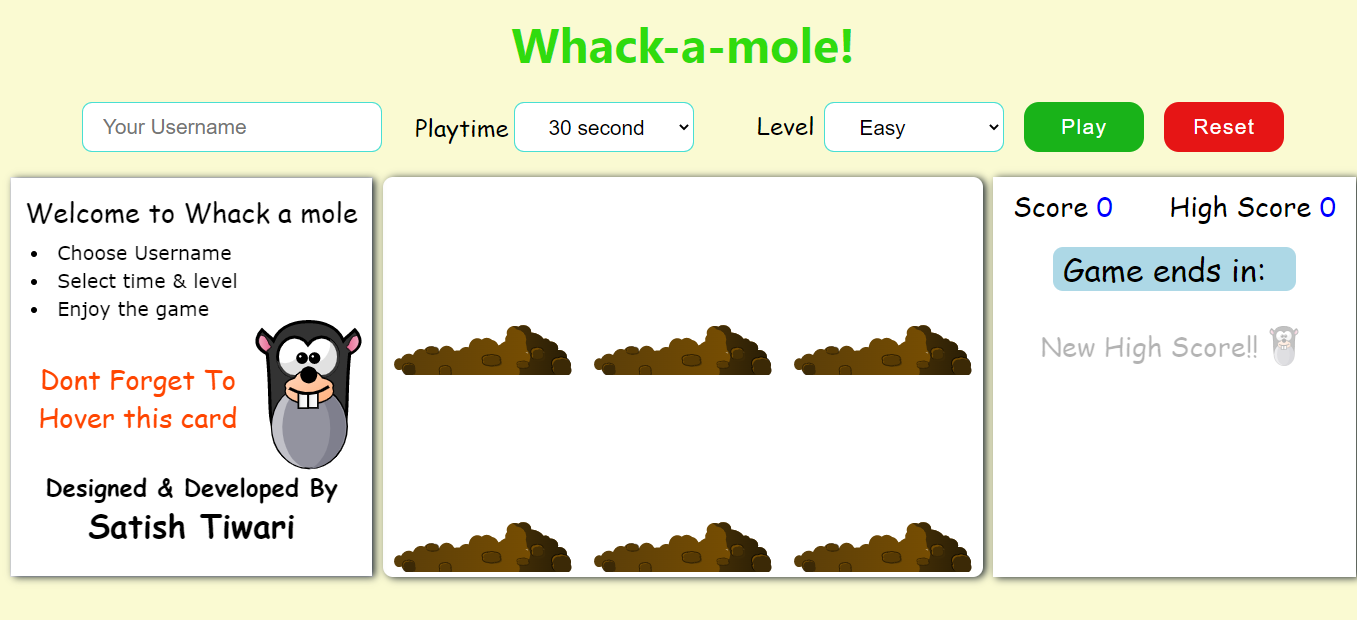 Whack-a-mole!
Your Username
Playtime 30 second
Level Easy
Play
Reset
Welcome to Whack a mole
• Choose Username
• Select time & level
• Enjoy the game
Dont Forget To
Hover this card
Designed & Developed By
Satish Tiwari
Score 0
High Score 0
Game ends in:
New High Score!!